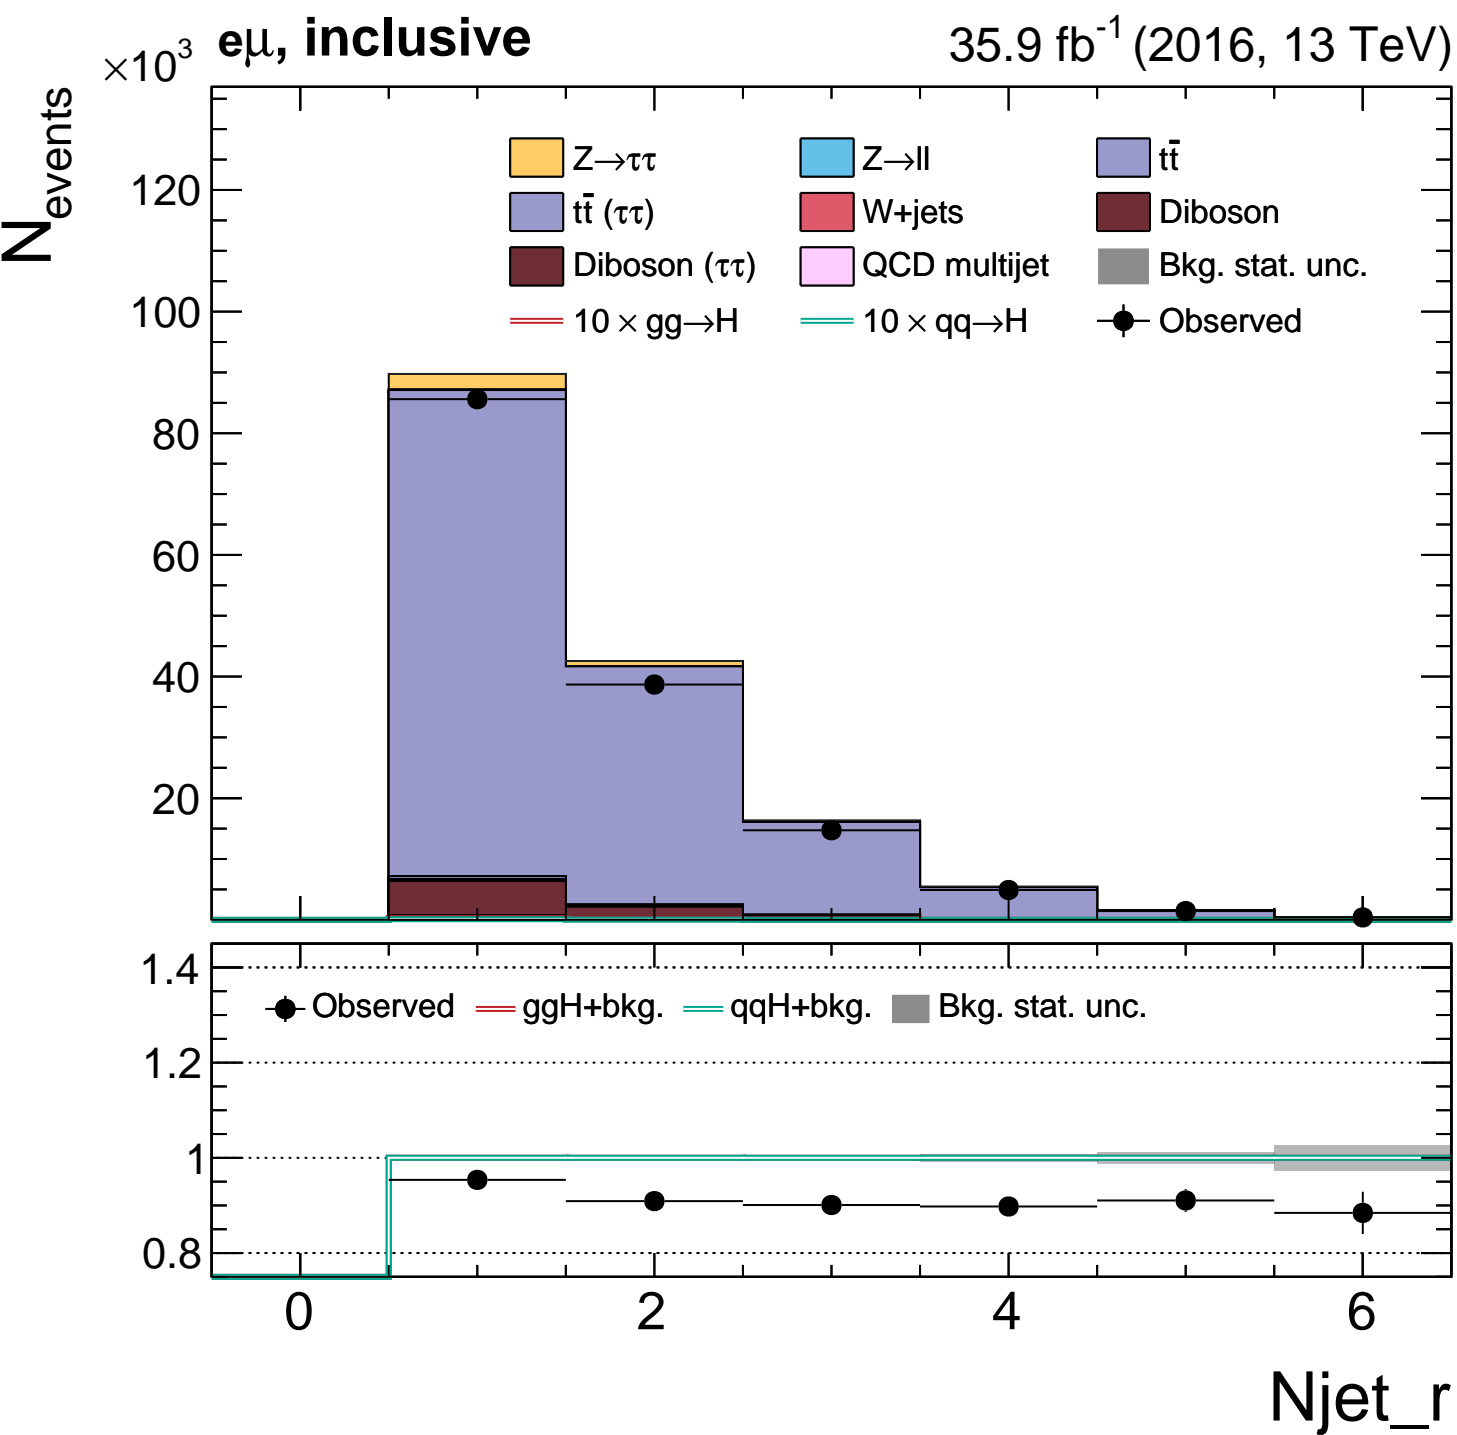 ×10³ eμ, inclusive 35.9 fb⁻¹ (2016, 13 TeV)
N_events
Z→ττ Z→ll tt̄
tt̄ (ττ) W+jets Diboson
Diboson (ττ) QCD multijet Bkg. stat. unc.
10 × gg→H 10 × qq→H Observed
120
100
80
60
40
20
1.4
Observed ggH+bkg. qqH+bkg. Bkg. stat. unc.
1.2
1
0.8
0 2 4 6
Njet_r